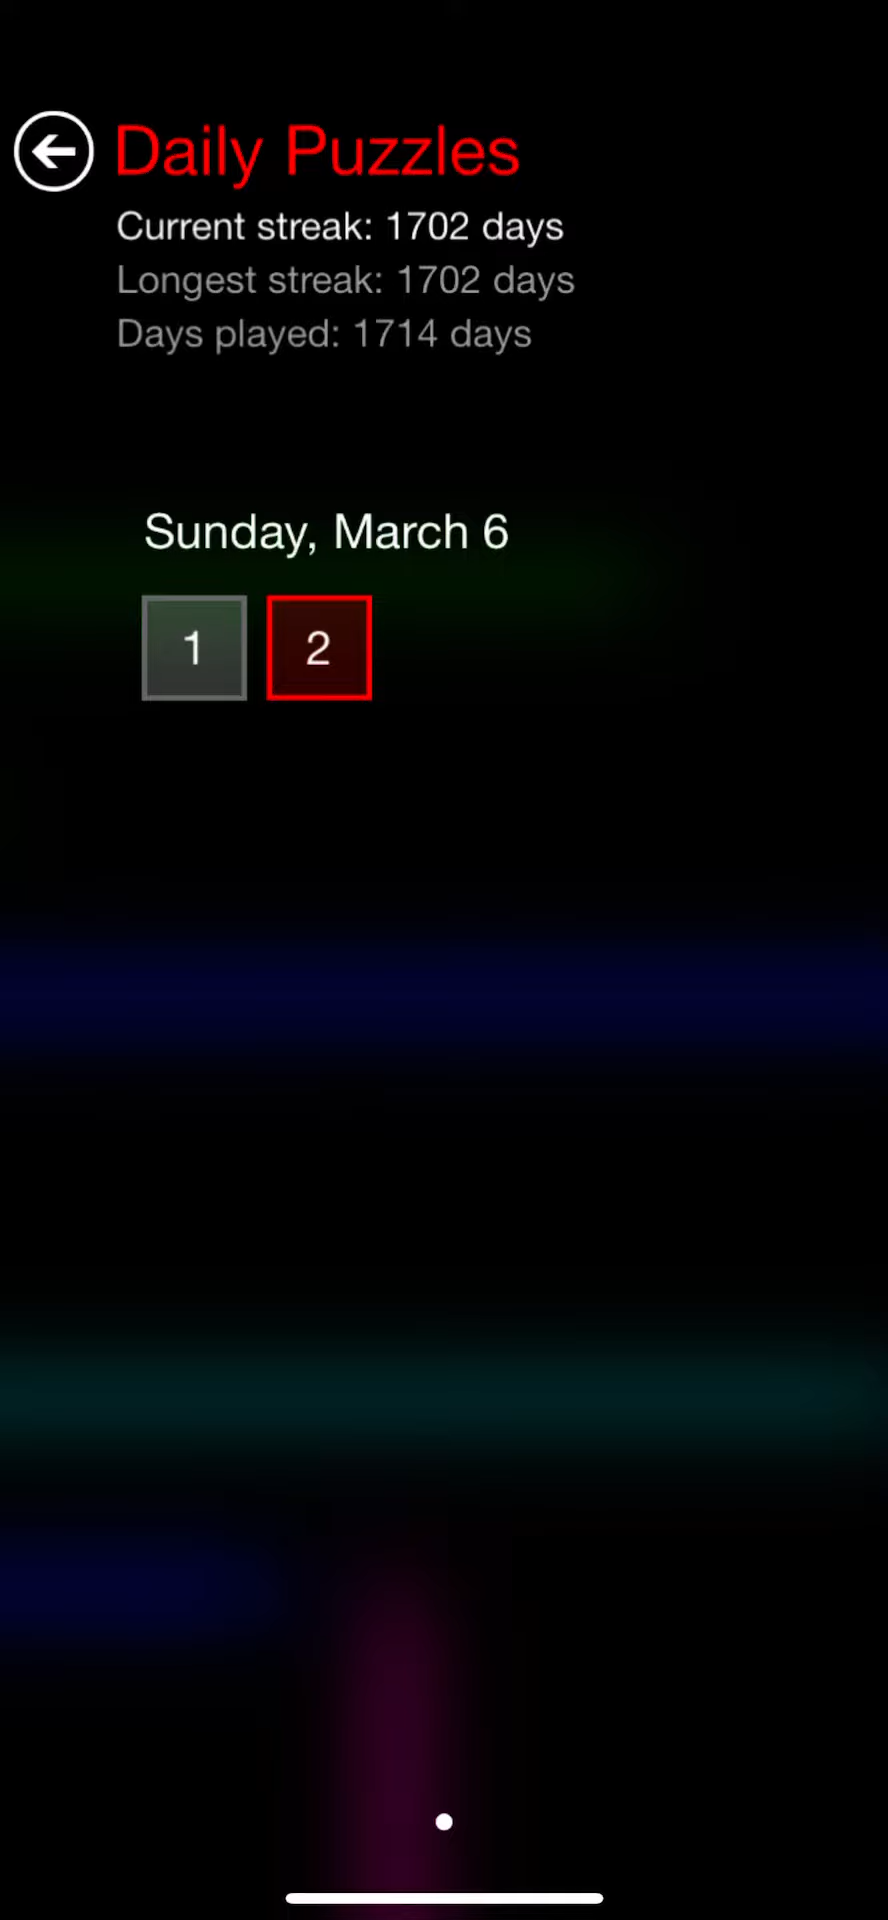 Daily Puzzles
Current streak: 1702 days
Longest streak: 1702 days
Days played: 1714 days
Sunday, March 6
1 2